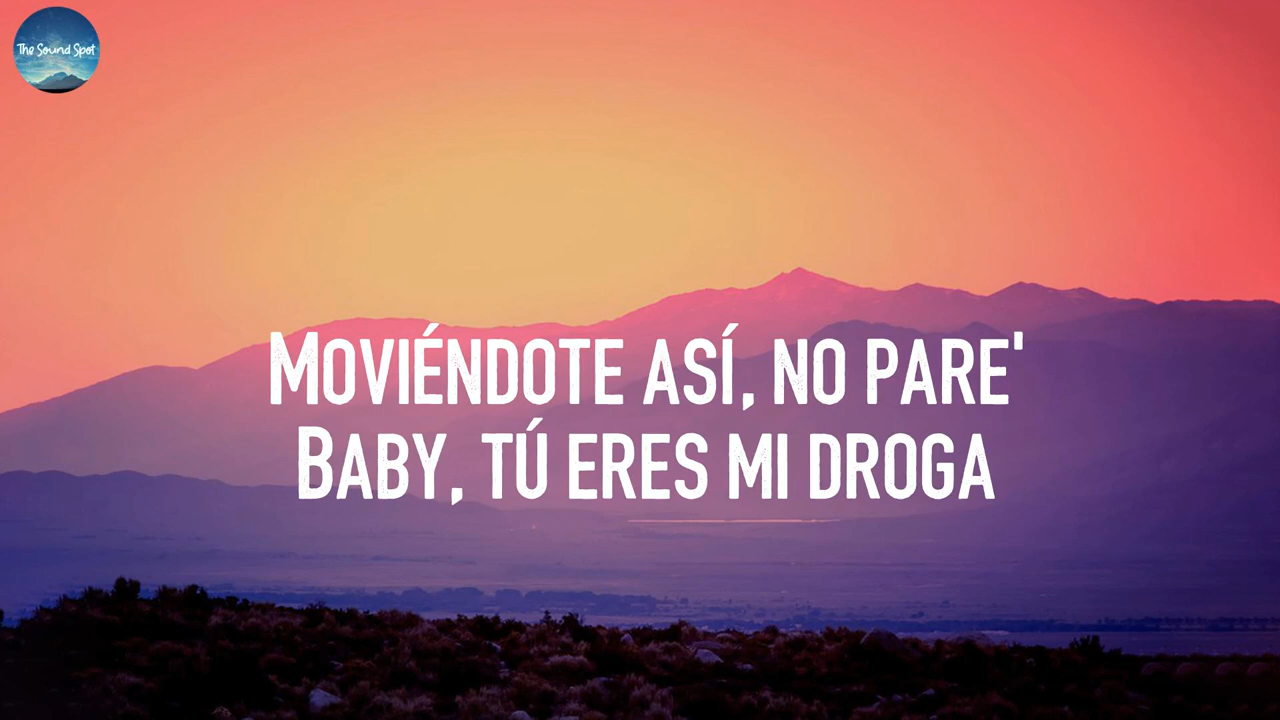 The Sound Spot
Moviéndote así, no pare'
Baby, tú eres mi droga